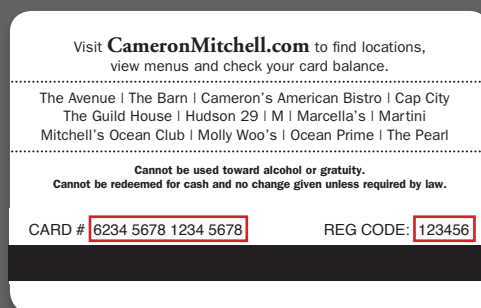 Visit CameronMitchell.com to find locations,
view menus and check your card balance.
The Avenue | The Barn | Cameron's American Bistro | Cap City
The Guild House | Hudson 29 | M | Marcella's | Martini
Mitchell's Ocean Club | Molly Woo's | Ocean Prime | The Pearl
Cannot be used toward alcohol or gratuity.
Cannot be redeemed for cash and no change given unless required by law.
CARD # 6234 5678 1234 5678 REG CODE: 123456